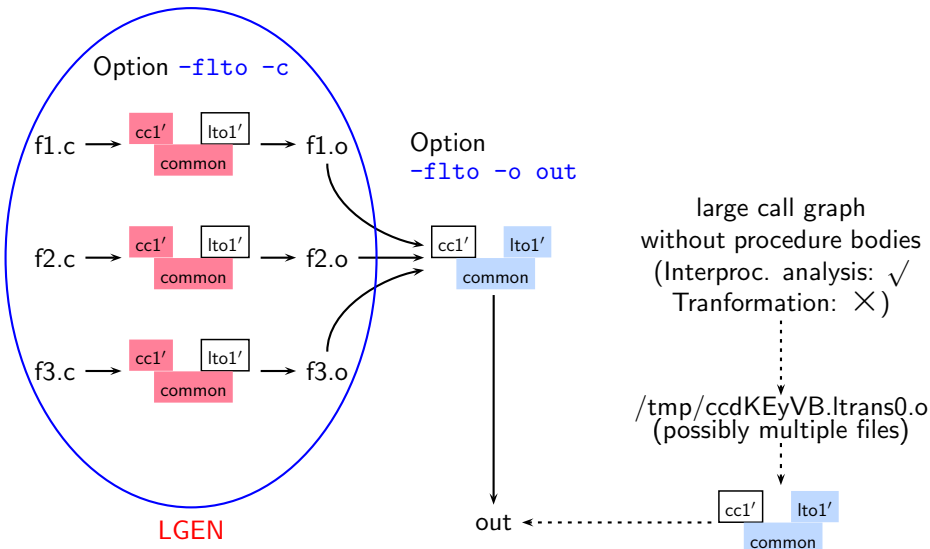 Option -flto -c
f1.c
cc1′
lto1′
common
f1.o
f2.c
cc1′
lto1′
common
f2.o
f3.c
cc1′
lto1′
common
f3.o
LGEN
Option
-flto -o out
cc1′
lto1′
common
large call graph
without procedure bodies
(Interproc. analysis: √
Tranformation: ×)
/tmp/ccdKEyVB.ltrans0.o
(possibly multiple files)
cc1′
lto1′
common
out